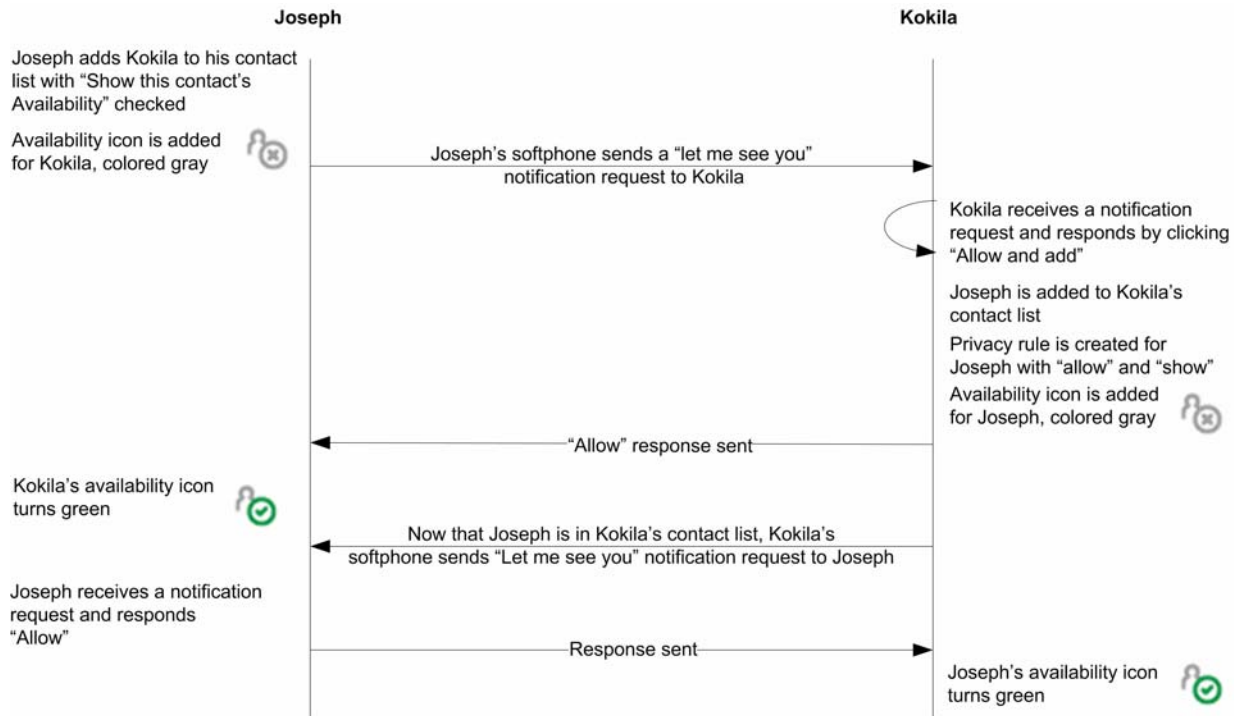 Joseph
Kokila
Joseph adds Kokila to his contact
list with “Show this contact’s
Availability” checked
Availability icon is added
for Kokila, colored gray
Joseph’s softphone sends a “let me see you”
notification request to Kokila
Kokila receives a notification
request and responds by clicking
“Allow and add”
Joseph is added to Kokila’s
contact list
Privacy rule is created for
Joseph with “allow” and “show”
Availability icon is added
for Joseph, colored gray
“Allow” response sent
Kokila’s availability icon
turns green
Now that Joseph is in Kokila’s contact list, Kokila’s
softphone sends “Let me see you” notification request to Joseph
Joseph receives a notification
request and responds
“Allow”
Response sent
Joseph’s availability icon
turns green